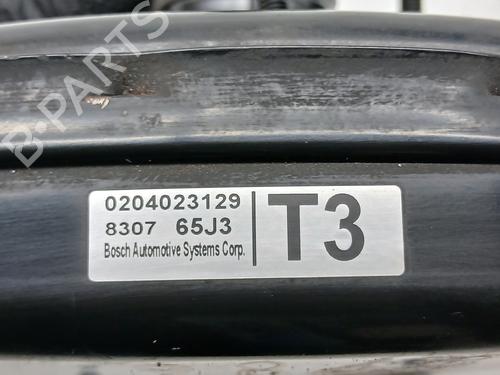 0204023129
8307 65J3
Bosch Automotive Systems Corp.
T3
B-PARTS